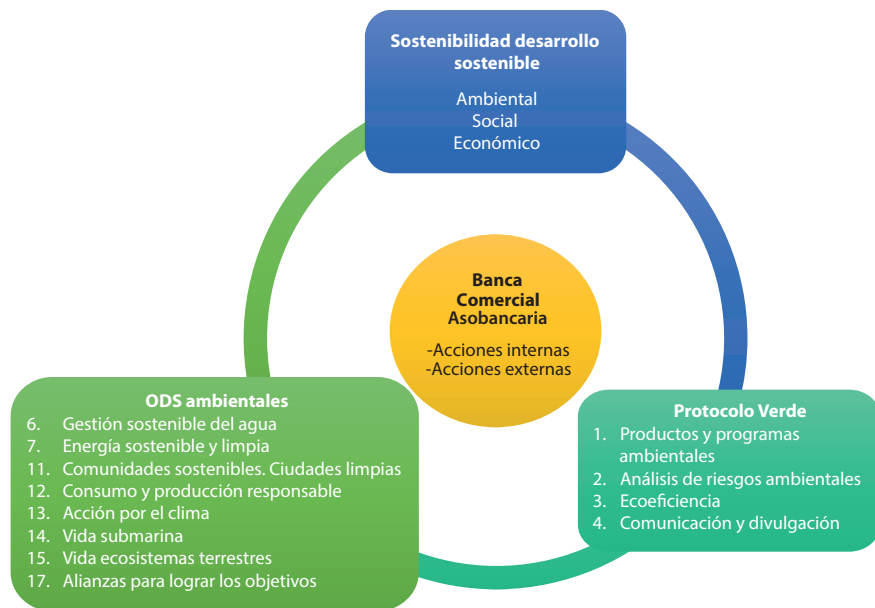 Sostenibilidad desarrollo
sostenible
Ambiental
Social
Económico
Banca
Comercial
Asobancaria
-Acciones internas
-Acciones externas
ODS ambientales
6. Gestión sostenible del agua
7. Energía sostenible y limpia
11. Comunidades sostenibles. Ciudades limpias
12. Consumo y producción responsable
13. Acción por el clima
14. Vida submarina
15. Vida ecosistemas terrestres
17. Alianzas para lograr los objetivos
Protocolo Verde
1. Productos y programas
ambientales
2. Análisis de riesgos ambientales
3. Ecoeficiencia
4. Comunicación y divulgación